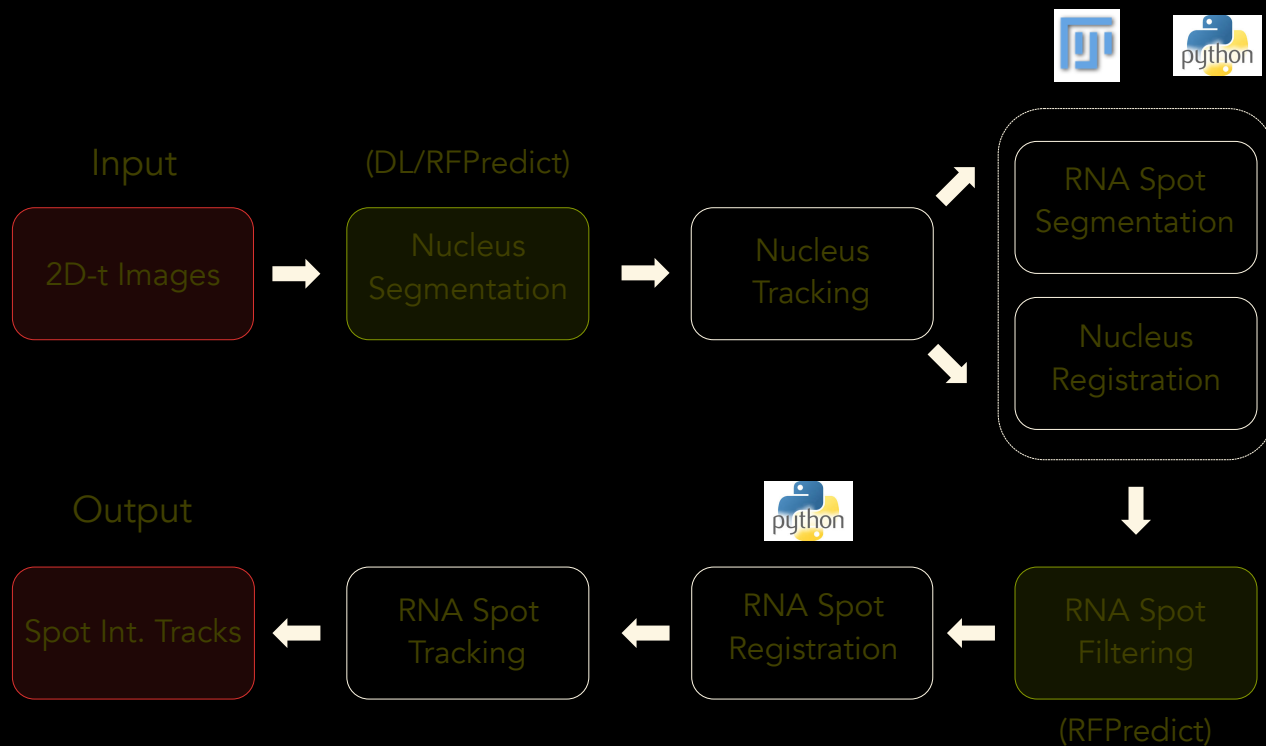 python
Input
(DL/RFPredict)
2D-t Images
Nucleus
Segmentation
Nucleus
Tracking
RNA Spot
Segmentation
Nucleus
Registration
Output
python
Spot Int. Tracks
RNA Spot
Tracking
RNA Spot
Registration
RNA Spot
Filtering
(RFPredict)